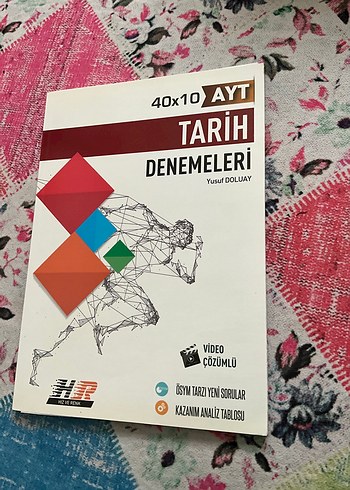 40x10 AYT
TARİH
DENEMELERİ
Yusuf DOLUAY
VİDEO
ÇÖZÜMLÜ
ÖSYM TARZI YENİ SORULAR
KAZANIM ANALİZ TABLOSU
HR
HIZ VE RENK